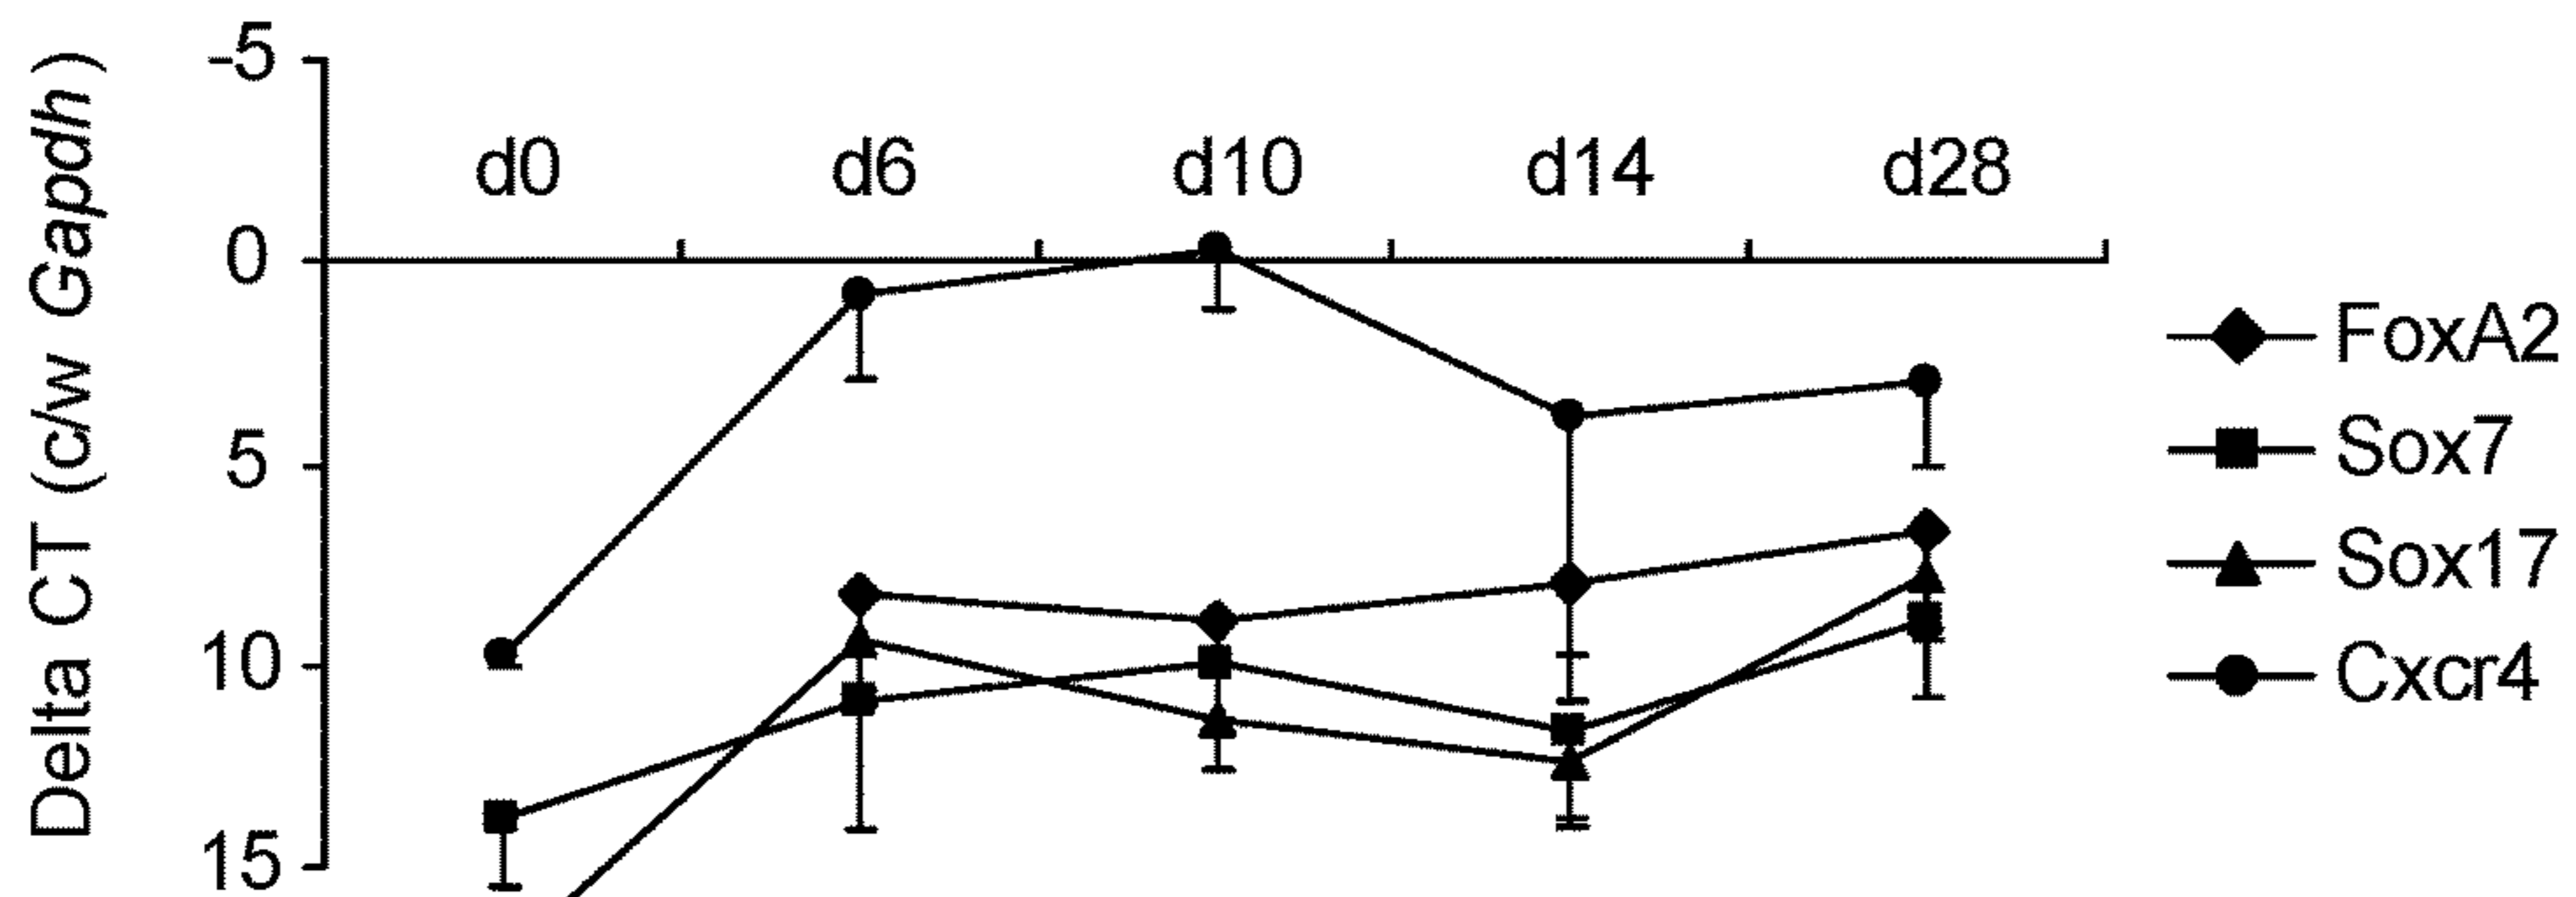 Delta CT (c/w Gapdh)
-5
0
5
10
15
d0 d6 d10 d14 d28
FoxA2
Sox7
Sox17
Cxcr4